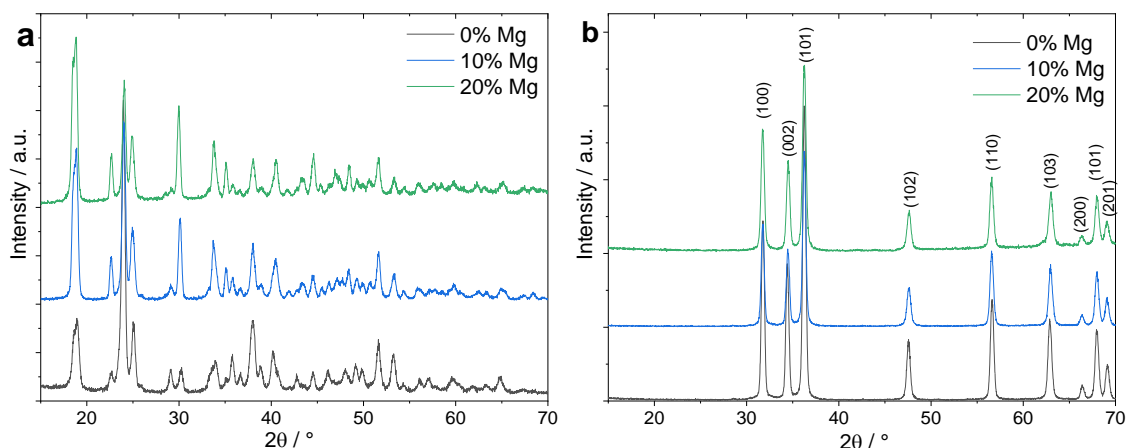 a
0% Mg
10% Mg
20% Mg
Intensity / a.u.
20 30 40 50 60 70
2θ / °
b
0% Mg
10% Mg
20% Mg
(100)
(002)
(101)
(102)
(110)
(103)
(200)
(101)
(201)
Intensity / a.u.
20 30 40 50 60 70
2θ / °